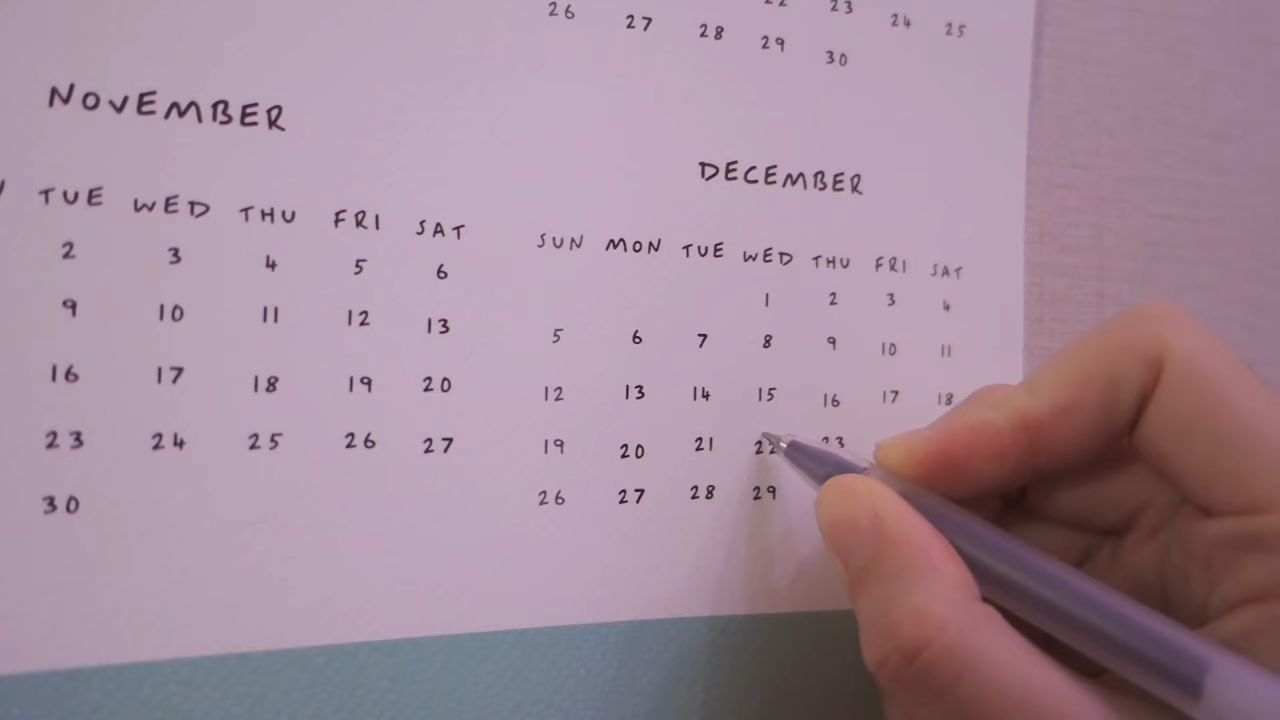 26 27 28 29 30
23 24 25
NOVEMBER
TUE WED THU FRI SAT
2 3 4 5 6
9 10 11 12 13
16 17 18 19 20
23 24 25 26 27
30
DECEMBER
SUN MON TUE WED THU FRI SAT
1 2 3 4
5 6 7 8 9 10 11
12 13 14 15 16 17 18
19 20 21 22 23
26 27 28 29